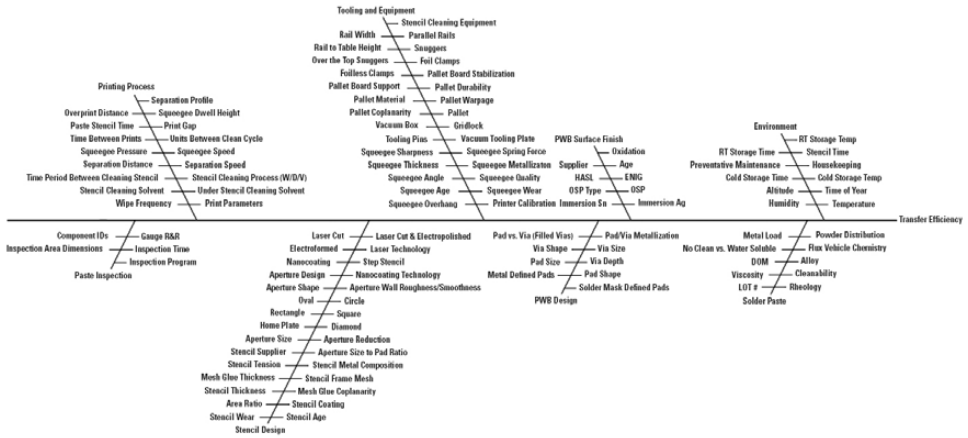 Tooling and Equipment
Stencil Cleaning Equipment
Rail Width
Parallel Rails
Rail to Table Height
Snuggers
Over the Top Snuggers
Foil Clamps
Foilless Clamps
Pallet Board Stabilization
Pallet Board Support
Pallet Durability
Pallet Material
Pallet Warpage
Pallet Coplanarity
Pallet
Vacuum Box
Gridlock
Tooling Pins
Vacuum Tooling Plate
Squeegee Sharpness
Squeegee Spring Force
Squeegee Thickness
Squeegee Metallizaton
Squeegee Angle
Squeegee Quality
Squeegee Age
Squeegee Wear
Squeegee Overhang
Printer Calibration
Printing Process
Separation Profile
Overprint Distance
Squeegee Dwell Height
Paste Stencil Time
Print Gap
Time Between Prints
Units Between Clean Cycle
Squeegee Pressure
Squeegee Speed
Separation Distance
Separation Speed
Time Period Between Cleaning Stencil
Stencil Cleaning Process (W/D/V)
Stencil Cleaning Solvent
Under Stencil Cleaning Solvent
Wipe Frequency
Print Parameters
PWB Surface Finish
Oxidation
Supplier
Age
HASL
ENIG
OSP Type
OSP
Immersion Sn
Immersion Ag
Environment
RT Storage Temp
RT Storage Time
Stencil Time
Preventative Maintenance
Housekeeping
Cold Storage Time
Cold Storage Temp
Altitude
Time of Year
Humidity
Temperature
Transfer Efficiency
Component IDs
Gauge R&R
Inspection Area Dimensions
Inspection Time
Inspection Program
Paste Inspection
Laser Cut
Laser Cut & Electropolished
Electroformed
Laser Technology
Nanocoating
Step Stencil
Aperture Design
Nanocoating Technology
Aperture Shape
Aperture Wall Roughness/Smoothness
Oval
Circle
Rectangle
Square
Home Plate
Diamond
Aperture Size
Aperture Reduction
Stencil Supplier
Aperture Size to Pad Ratio
Stencil Tension
Stencil Metal Composition
Mesh Glue Thickness
Stencil Frame Mesh
Stencil Thickness
Mesh Glue Coplanarity
Area Ratio
Stencil Coating
Stencil Wear
Stencil Age
Stencil Design
Pad vs. Via (Filled Vias)
Pad/Via Metallization
Via Shape
Via Size
Pad Size
Via Depth
Metal Defined Pads
Pad Shape
Solder Mask Defined Pads
PWB Design
Metal Load
Powder Distribution
No Clean vs. Water Soluble
Flux Vehicle Chemistry
DOM
Alloy
Viscosity
Cleanability
LOT #
Rheology
Solder Paste